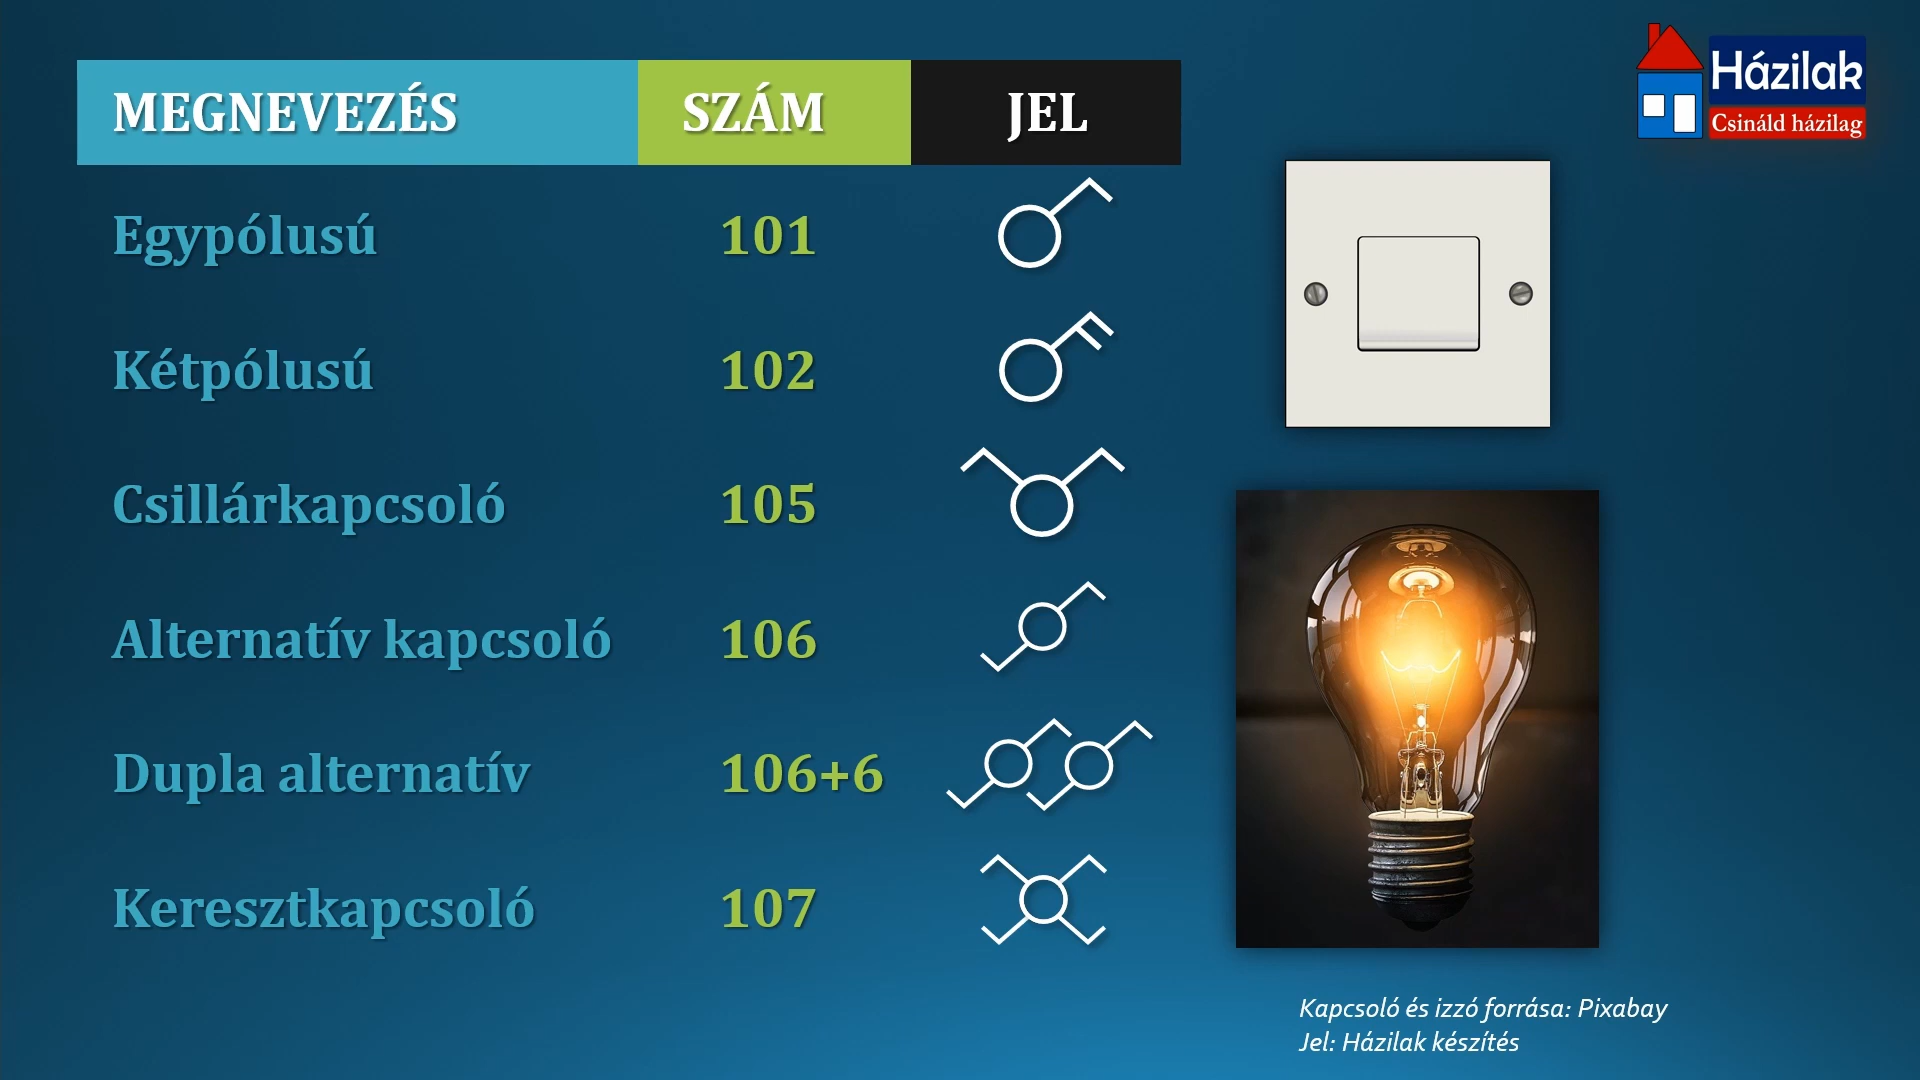 Házilak
Csináld házilag
MEGNEVEZÉS SZÁM JEL
Egypólusú 101
Kétpólusú 102
Csillárkapcsoló 105
Alternatív kapcsoló 106
Dupla alternatív 106+6
Keresztkapcsoló 107
Kapcsoló és izzó forrása: Pixabay
Jel: Házilak készítés